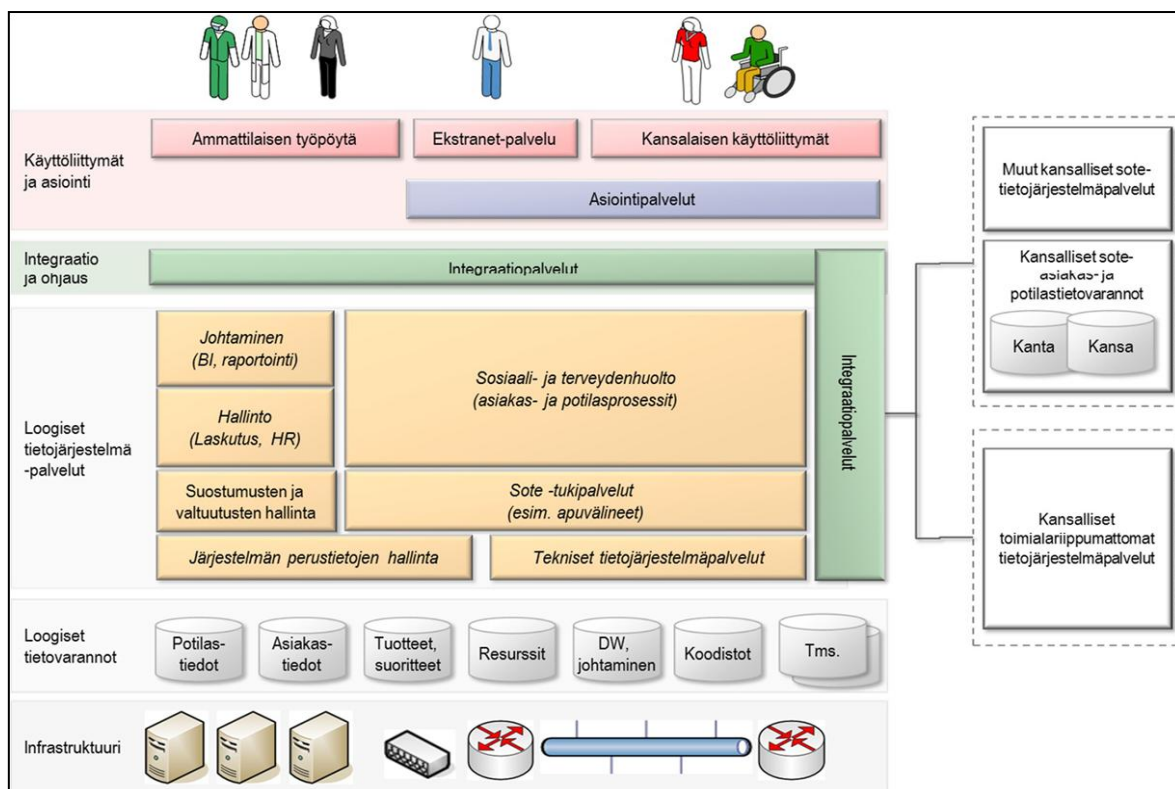 Käyttöliittymät
ja asiointi
Ammattilaisen työpöytä
Ekstranet-palvelu
Kansalaisen käyttöliittymät
Asiointipalvelut
Integraatio
ja ohjaus
Integraatiopalvelut
Loogiset
tietojärjestelmä
-palvelut
Johtaminen
(BI, raportointi)
Hallinto
(Laskutus, HR)
Sosiaali- ja terveydenhuolto
(asiakas- ja potilasprosessit)
Suostumusten ja
valtuutusten hallinta
Sote -tukipalvelut
(esim. apuvälineet)
Järjestelmän perustietojen hallinta
Tekniset tietojärjestelmäpalvelut
Integraatiopalvelut
Muut kansalliset sote-
tietojärjestelmäpalvelut
Kansalliset sote-
asiakas- ja
potilastietovarannot
Kanta
Kansa
Kansalliset
toimialariippumattomat
tietojärjestelmäpalvelut
Loogiset
tietovarannot
Potilas-
tiedot
Asiakas-
tiedot
Tuotteet,
suoritteet
Resurssit
DW,
johtaminen
Koodistot
Tms.
Infrastruktuuri